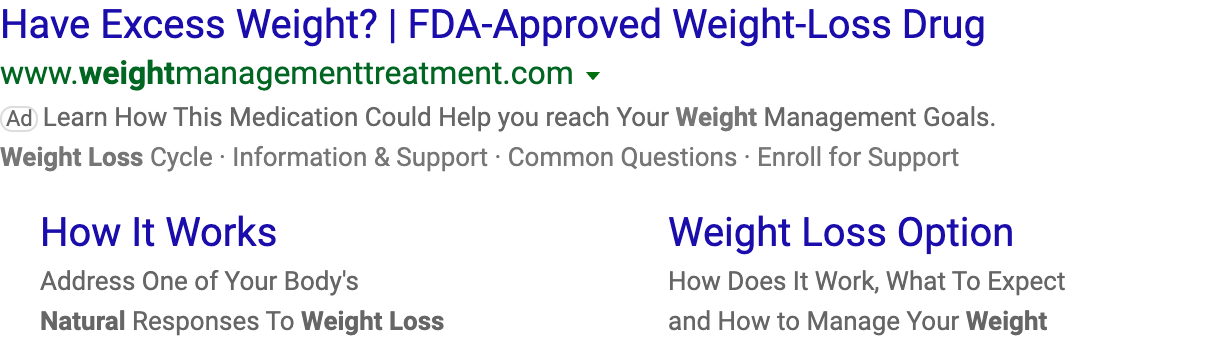 Have Excess Weight? | FDA-Approved Weight-Loss Drug
www.weightmanagementtreatment.com
Ad Learn How This Medication Could Help you reach Your Weight Management Goals.
Weight Loss Cycle · Information & Support · Common Questions · Enroll for Support
How It Works
Address One of Your Body's
Natural Responses To Weight Loss
Weight Loss Option
How Does It Work, What To Expect
and How to Manage Your Weight